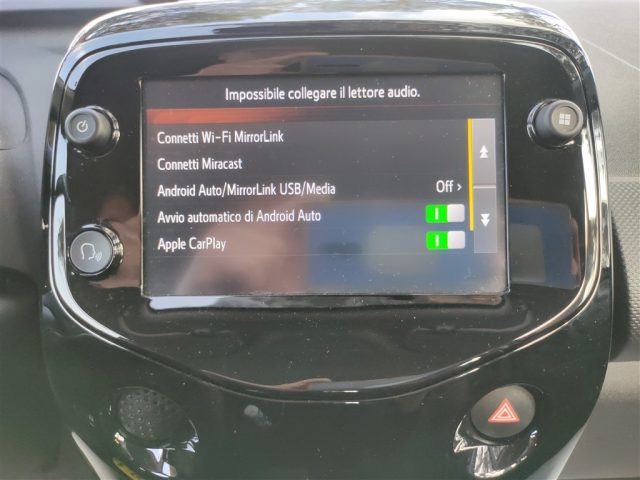 Impossibile collegare il lettore audio.
Connetti Wi-Fi MirrorLink
Connetti Miracast
Android Auto/MirrorLink USB/Media Off >
Avvio automatico di Android Auto
Apple CarPlay